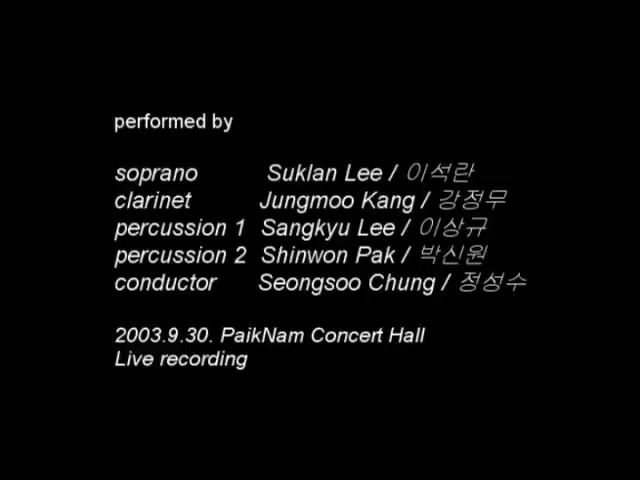 performed by
soprano Suklan Lee / 이석란
clarinet Jungmoo Kang / 강정무
percussion 1 Sangkyu Lee / 이상규
percussion 2 Shinwon Pak / 박신원
conductor Seongsoo Chung / 정성수
2003.9.30. PaikNam Concert Hall
Live recording